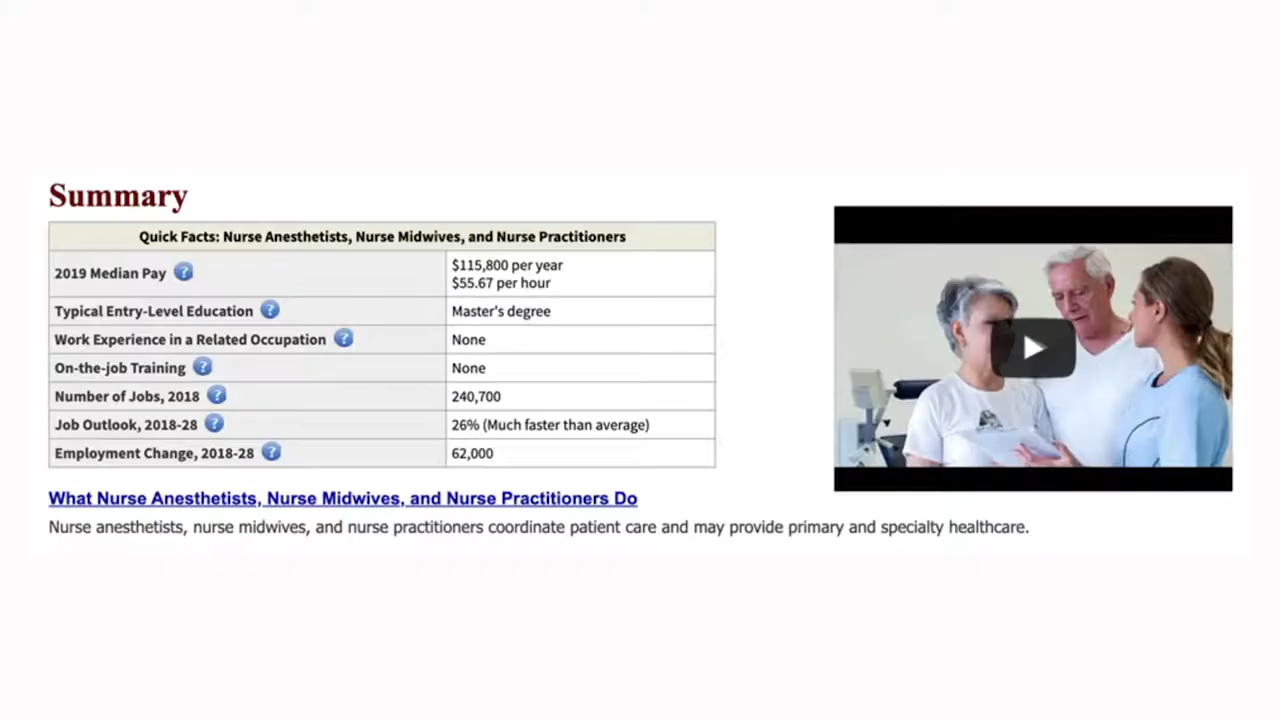 Summary
Quick Facts: Nurse Anesthetists, Nurse Midwives, and Nurse Practitioners
2019 Median Pay ?
$115,800 per year
$55.67 per hour
Typical Entry-Level Education ?
Master's degree
Work Experience in a Related Occupation ?
None
On-the-job Training ?
None
Number of Jobs, 2018 ?
240,700
Job Outlook, 2018-28 ?
26% (Much faster than average)
Employment Change, 2018-28 ?
62,000
What Nurse Anesthetists, Nurse Midwives, and Nurse Practitioners Do
Nurse anesthetists, nurse midwives, and nurse practitioners coordinate patient care and may provide primary and specialty healthcare.